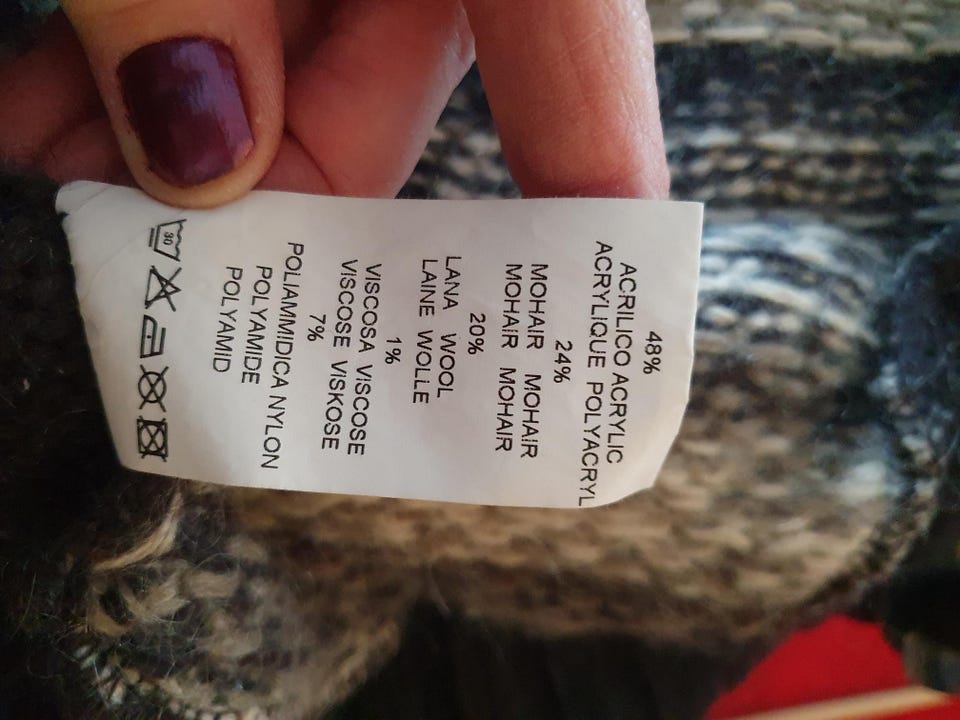 48%
ACRILICO ACRYLIC
ACRYLIQUE POLYACRYL
24%
MOHAIR MOHAIR
MOHAIR MOHAIR
20%
LANA WOOL
LAINE WOLLE
1%
VISCOSA VISCOSE
VISCOSE VISKOSE
7%
POLIAMMIDICA NYLON
POLYAMIDE
POLYAMID
30